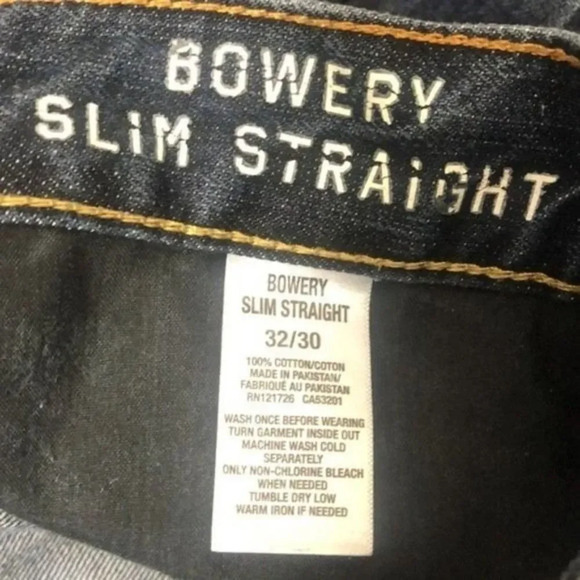 BOWERY
SLiM STRAiGHT
BOWERY
SLIM STRAIGHT
32/30
100% COTTON/COTON
MADE IN PAKISTAN/
FABRIQUÉ AU PAKISTAN
RN121726 CA53201
WASH ONCE BEFORE WEARING
TURN GARMENT INSIDE OUT
MACHINE WASH COLD
SEPARATELY
ONLY NON-CHLORINE BLEACH
WHEN NEEDED
TUMBLE DRY LOW
WARM IRON IF NEEDED